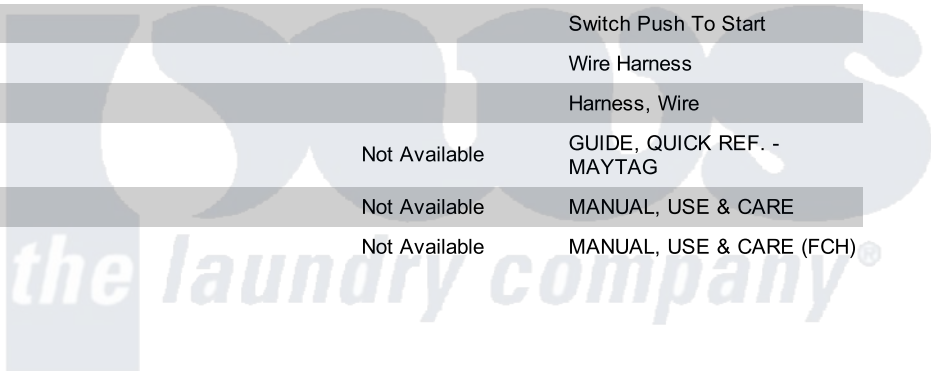 Switch Push To Start
Wire Harness
Harness, Wire
Not Available GUIDE, QUICK REF. -
MAYTAG
Not Available MANUAL, USE & CARE
Not Available MANUAL, USE & CARE (FCH)
the laundry company®